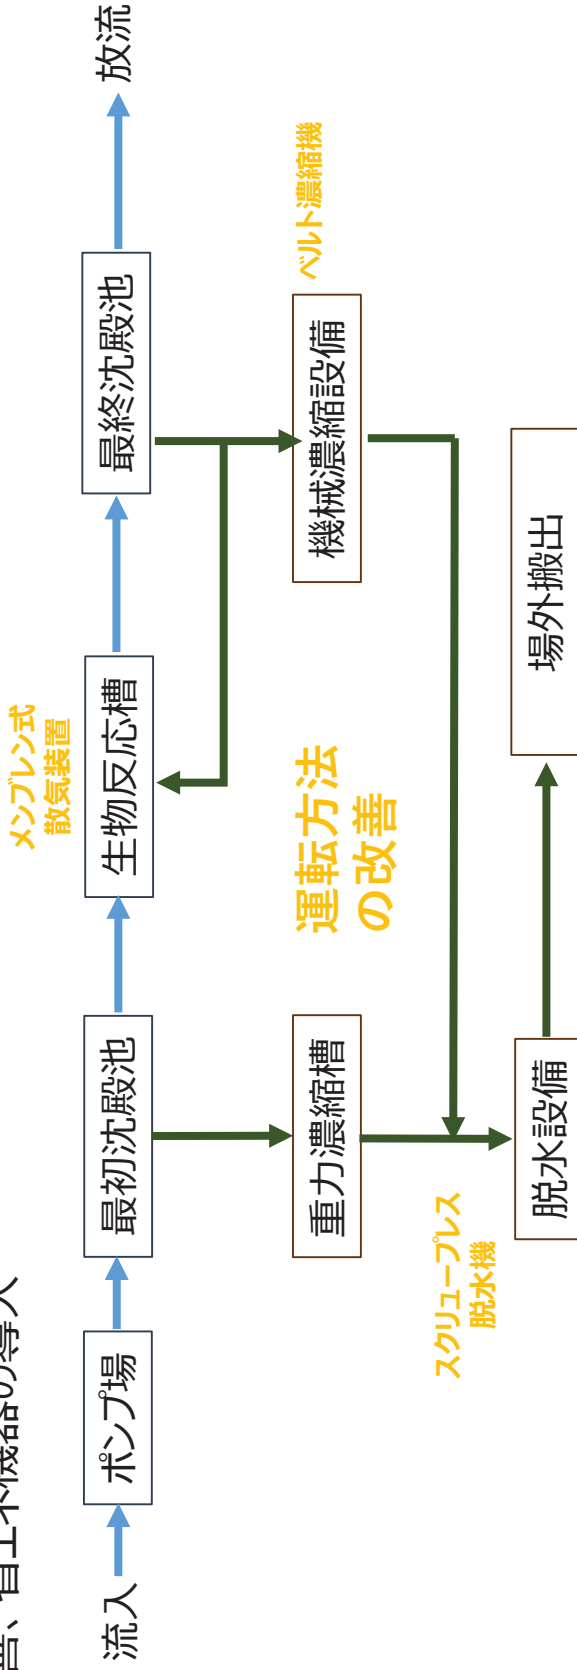 省エネ機器の導入
メンブレン式
散気装置
流入
ポンプ場
最初沈殿池
生物反応槽
最終沈殿池
放流
重力濃縮槽
運転方法
の改善
機械濃縮設備
ベルト濃縮機
スクリュープレス
脱水機
脱水設備
場外搬出